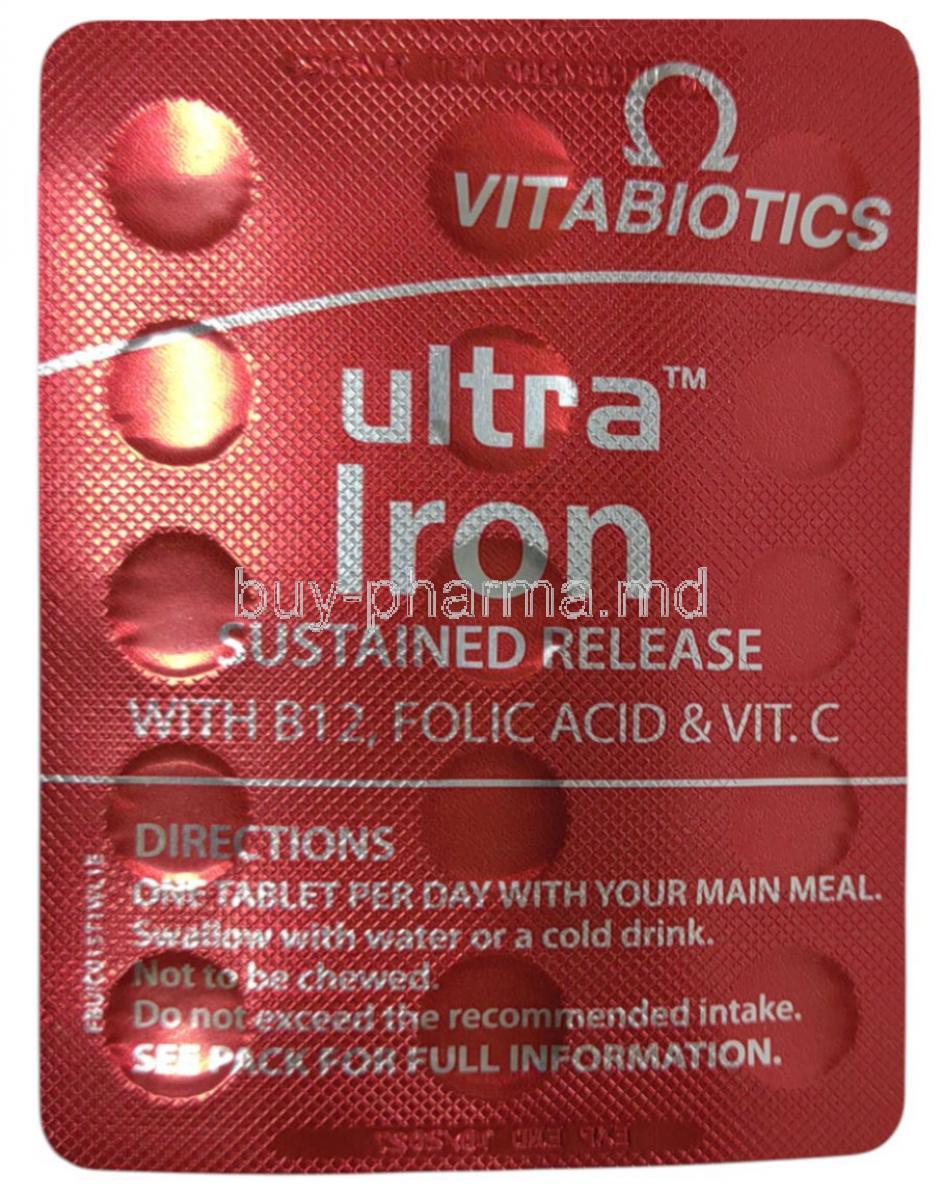 Ω
VITABIOTICS
ultra™
Iron
buy-pharma.md
SUSTAINED RELEASE
WITH B12, FOLIC ACID & VIT. C
DIRECTIONS
ONE TABLET PER DAY WITH YOUR MAIN MEAL.
Swallow with water or a cold drink.
Not to be chewed.
Do not exceed the recommended intake.
SEE PACK FOR FULL INFORMATION.